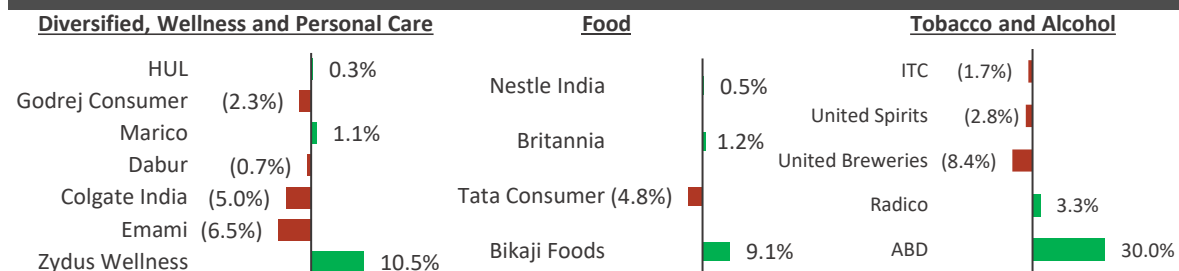 Diversified, Wellness and Personal Care
HUL 0.3%
Godrej Consumer (2.3%)
Marico 1.1%
Dabur (0.7%)
Colgate India (5.0%)
Emami (6.5%)
Zydus Wellness 10.5%
Food
Nestle India 0.5%
Britannia 1.2%
Tata Consumer (4.8%)
Bikaji Foods 9.1%
Tobacco and Alcohol
ITC (1.7%)
United Spirits (2.8%)
United Breweries (8.4%)
Radico 3.3%
ABD 30.0%